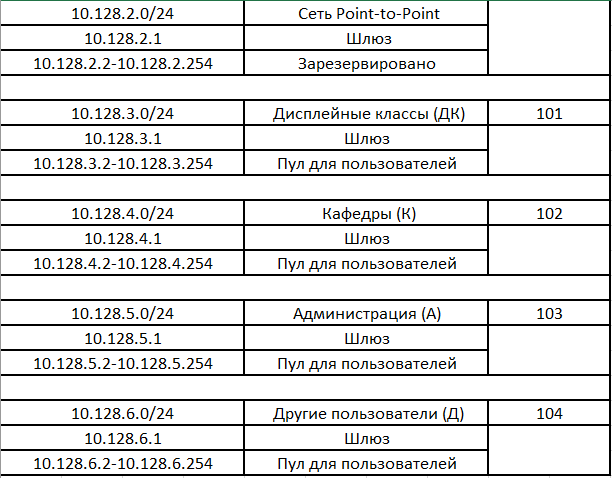 10.128.2.0/24 Сеть Point-to-Point
10.128.2.1 Шлюз
10.128.2.2-10.128.2.254 Зарезервировано
10.128.3.0/24 Дисплейные классы (ДК) 101
10.128.3.1 Шлюз
10.128.3.2-10.128.3.254 Пул для пользователей
10.128.4.0/24 Кафедры (К) 102
10.128.4.1 Шлюз
10.128.4.2-10.128.4.254 Пул для пользователей
10.128.5.0/24 Администрация (А) 103
10.128.5.1 Шлюз
10.128.5.2-10.128.5.254 Пул для пользователей
10.128.6.0/24 Другие пользователи (Д) 104
10.128.6.1 Шлюз
10.128.6.2-10.128.6.254 Пул для пользователей